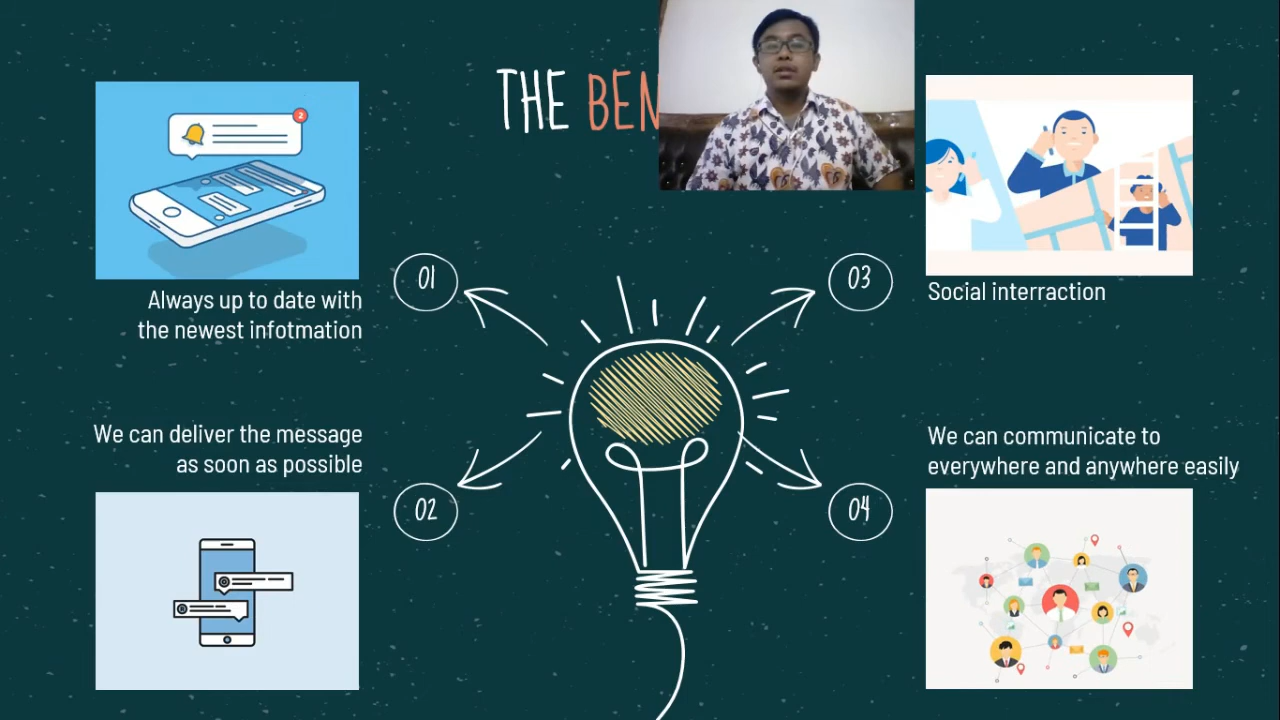 THE BEN
2
01
Always up to date with
the newest infotmation
We can deliver the message
as soon as possible
02
03
Social interraction
We can communicate to
everywhere and anywhere easily
04